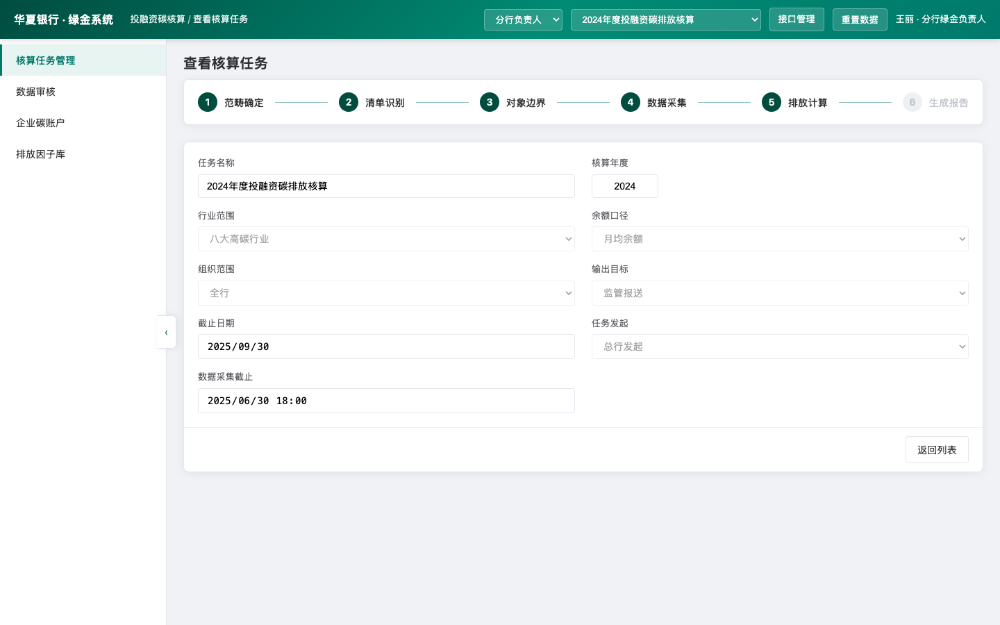 华夏银行 · 绿金系统
投融资碳核算 / 查看核算任务
分行负责人
2024年度投融资碳排放核算
接口管理
重置数据
王丽 · 分行绿金负责人
核算任务管理
数据审核
企业碳账户
排放因子库
查看核算任务
1 范畴确定
2 清单识别
3 对象边界
4 数据采集
5 排放计算
6 生成报告
任务名称
2024年度投融资碳排放核算
核算年度
2024
行业范围
八大高碳行业
余额口径
月均余额
组织范围
全行
输出目标
监管报送
截止日期
2025/09/30
任务发起
总行发起
数据采集截止
2025/06/30 18:00
返回列表